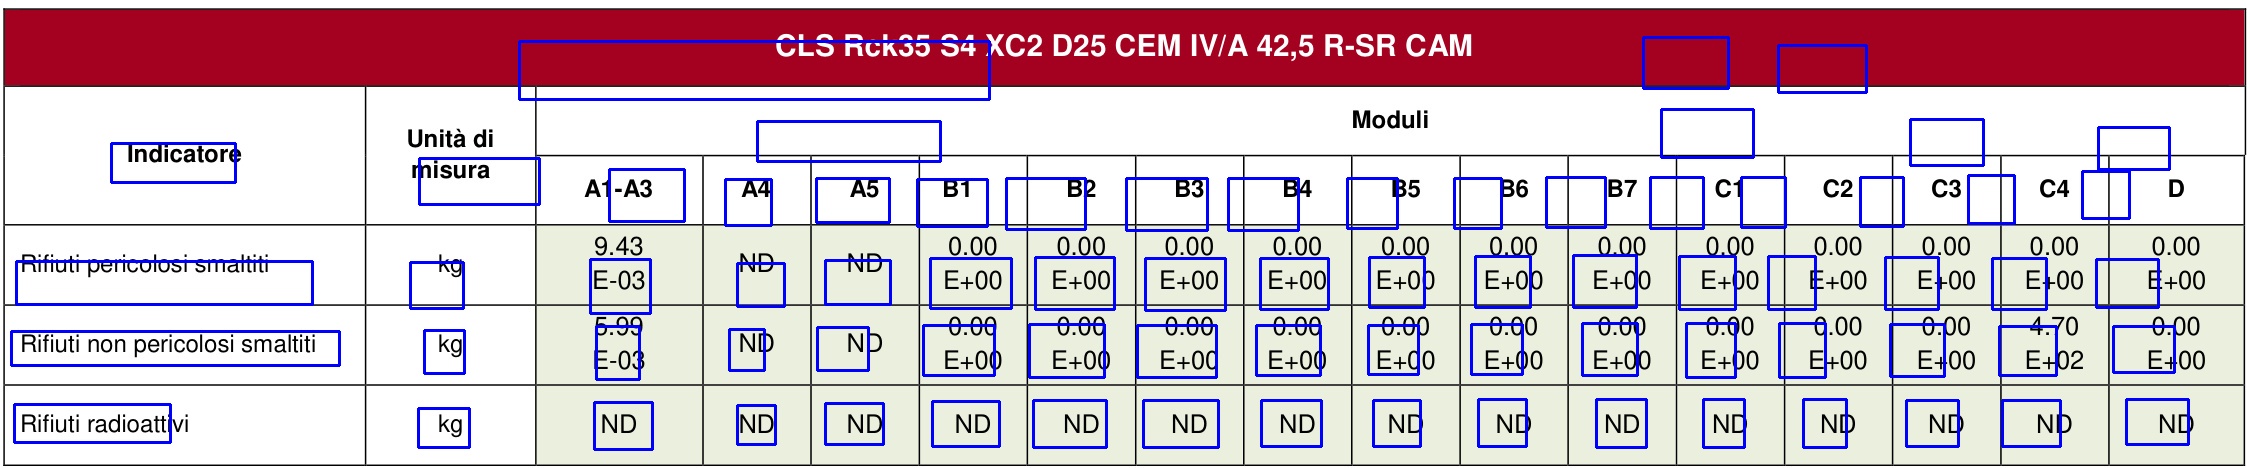 CLS Rck35 S4 XC2 D25 CEM IV/A 42,5 R-SR CAM
Indicatore Unità di misura Moduli
A1-A3 A4 A5 B1 B2 B3 B4 B5 B6 B7 C1 C2 C3 C4 D
Rifiuti pericolosi smaltiti kg 9.43 E-03 ND ND 0.00 E+00 0.00 E+00 0.00 E+00 0.00 E+00 0.00 E+00 0.00 E+00 0.00 E+00 0.00 E+00 0.00 E+00 0.00 E+00 0.00 E+00 0.00 E+00
Rifiuti non pericolosi smaltiti kg 5.99 E-03 ND ND 0.00 E+00 0.00 E+00 0.00 E+00 0.00 E+00 0.00 E+00 0.00 E+00 0.00 E+00 0.00 E+00 0.00 E+00 0.00 E+00 4.70 E+02 0.00 E+00
Rifiuti radioattivi kg ND ND ND ND ND ND ND ND ND ND ND ND ND ND ND